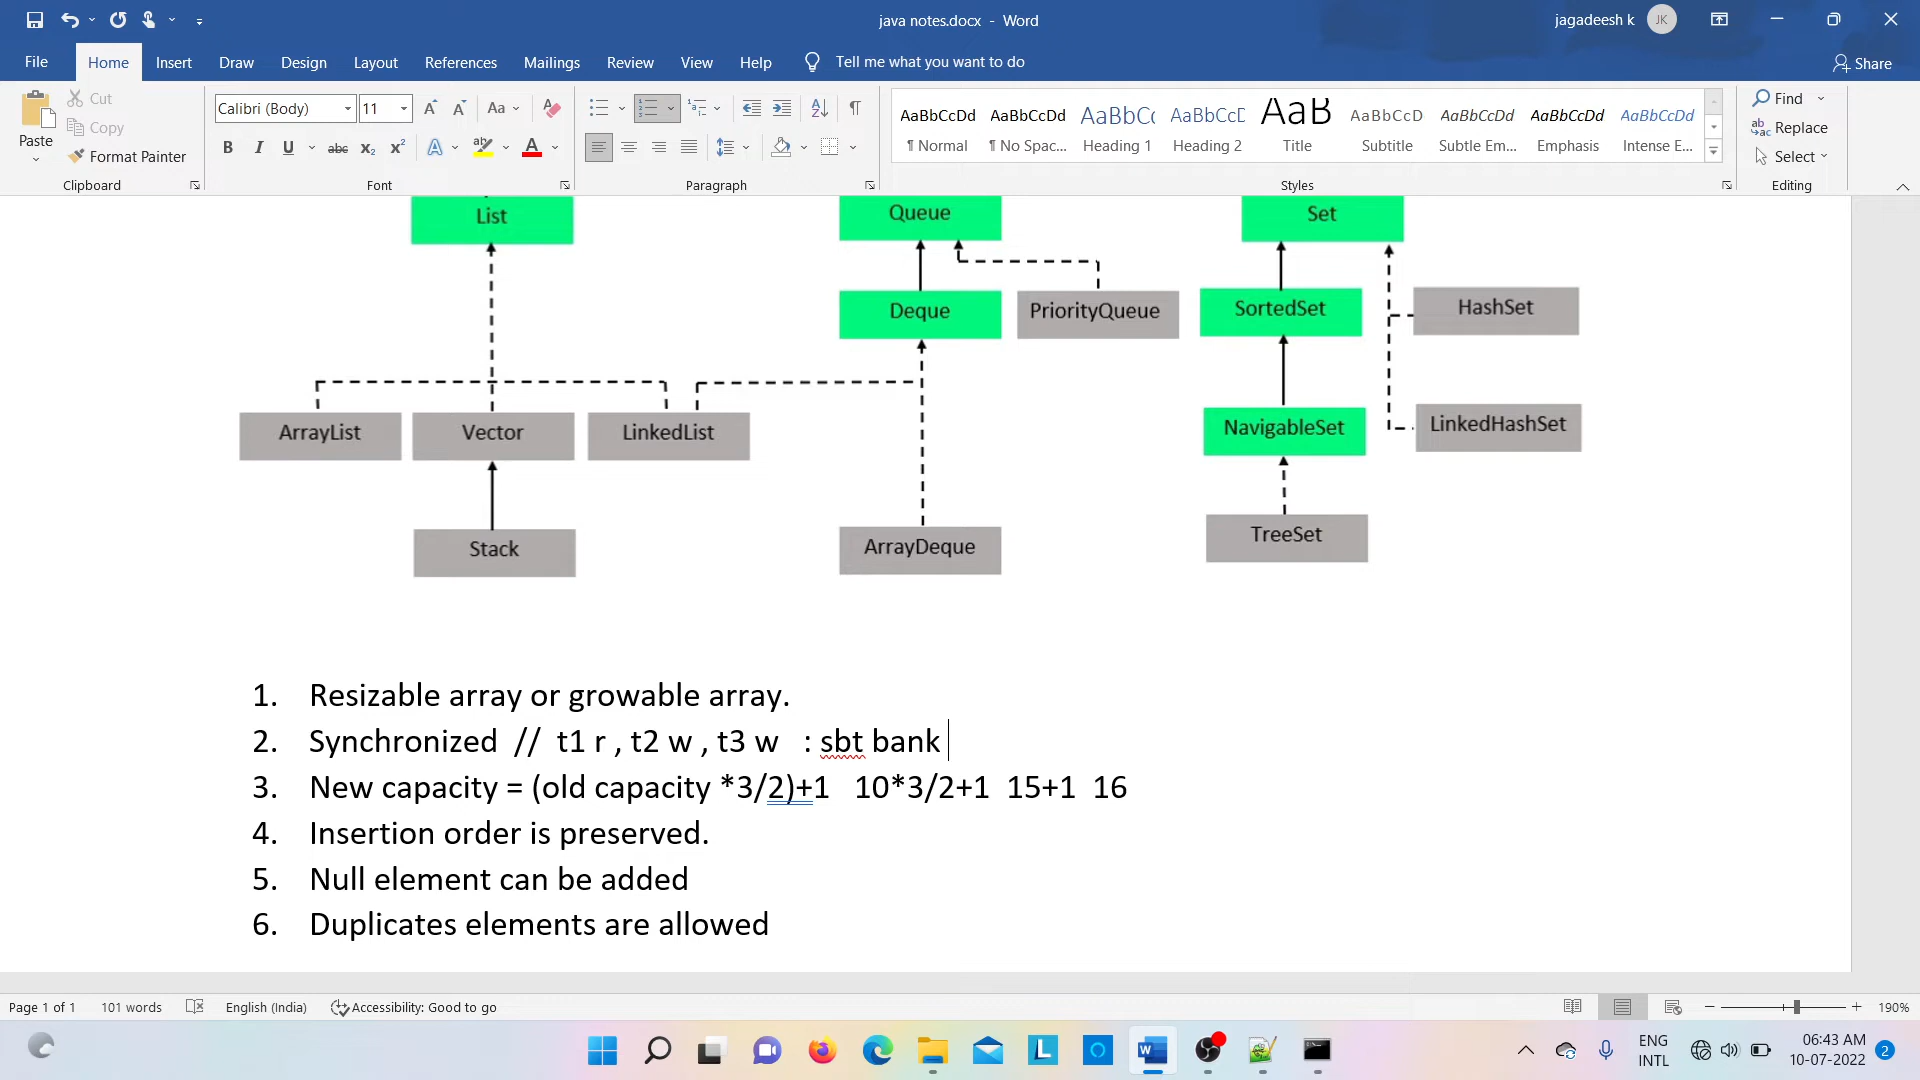 java notes.docx - Word
jagadeesh k
JK
File
Home
Insert
Draw
Design
Layout
References
Mailings
Review
View
Help
Tell me what you want to do
Share
Paste
Cut
Copy
Format Painter
Clipboard
Calibri (Body)
11
Aa
B I U abc x₂ x² A ab A
Font
Paragraph
AaBbCcDd
¶ Normal
AaBbCcDd
¶ No Spac...
AaBbCc
Heading 1
AaBbCcD
Heading 2
AaB
Title
AaBbCcD
Subtitle
AaBbCcDd
Subtle Em...
AaBbCcDd
Emphasis
AaBbCcDd
Intense E...
Styles
Find
Replace
Select
Editing
List
Queue
Set
Deque
PriorityQueue
SortedSet
HashSet
ArrayList
Vector
LinkedList
NavigableSet
LinkedHashSet
Stack
ArrayDeque
TreeSet
1. Resizable array or growable array.
2. Synchronized // t1 r , t2 w , t3 w : sbt bank
3. New capacity = (old capacity *3/2)+1 10*3/2+1 15+1 16
4. Insertion order is preserved.
5. Null element can be added
6. Duplicates elements are allowed
Page 1 of 1
101 words
English (India)
Accessibility: Good to go
190%
ENG
INTL
06:43 AM
10-07-2022
2